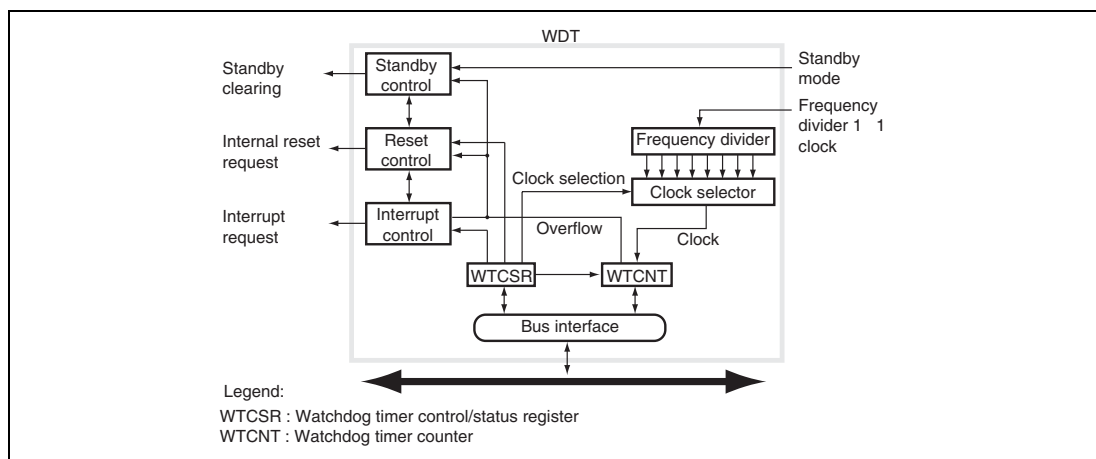 WDT
Standby
clearing
Standby
control
Standby
mode
Frequency
divider 1 1
clock
Internal reset
request
Reset
control
Frequency divider
Clock selection
Clock selector
Interrupt
request
Interrupt
control
Overflow
Clock
WTCSR
WTCNT
Bus interface
Legend:
WTCSR : Watchdog timer control/status register
WTCNT : Watchdog timer counter